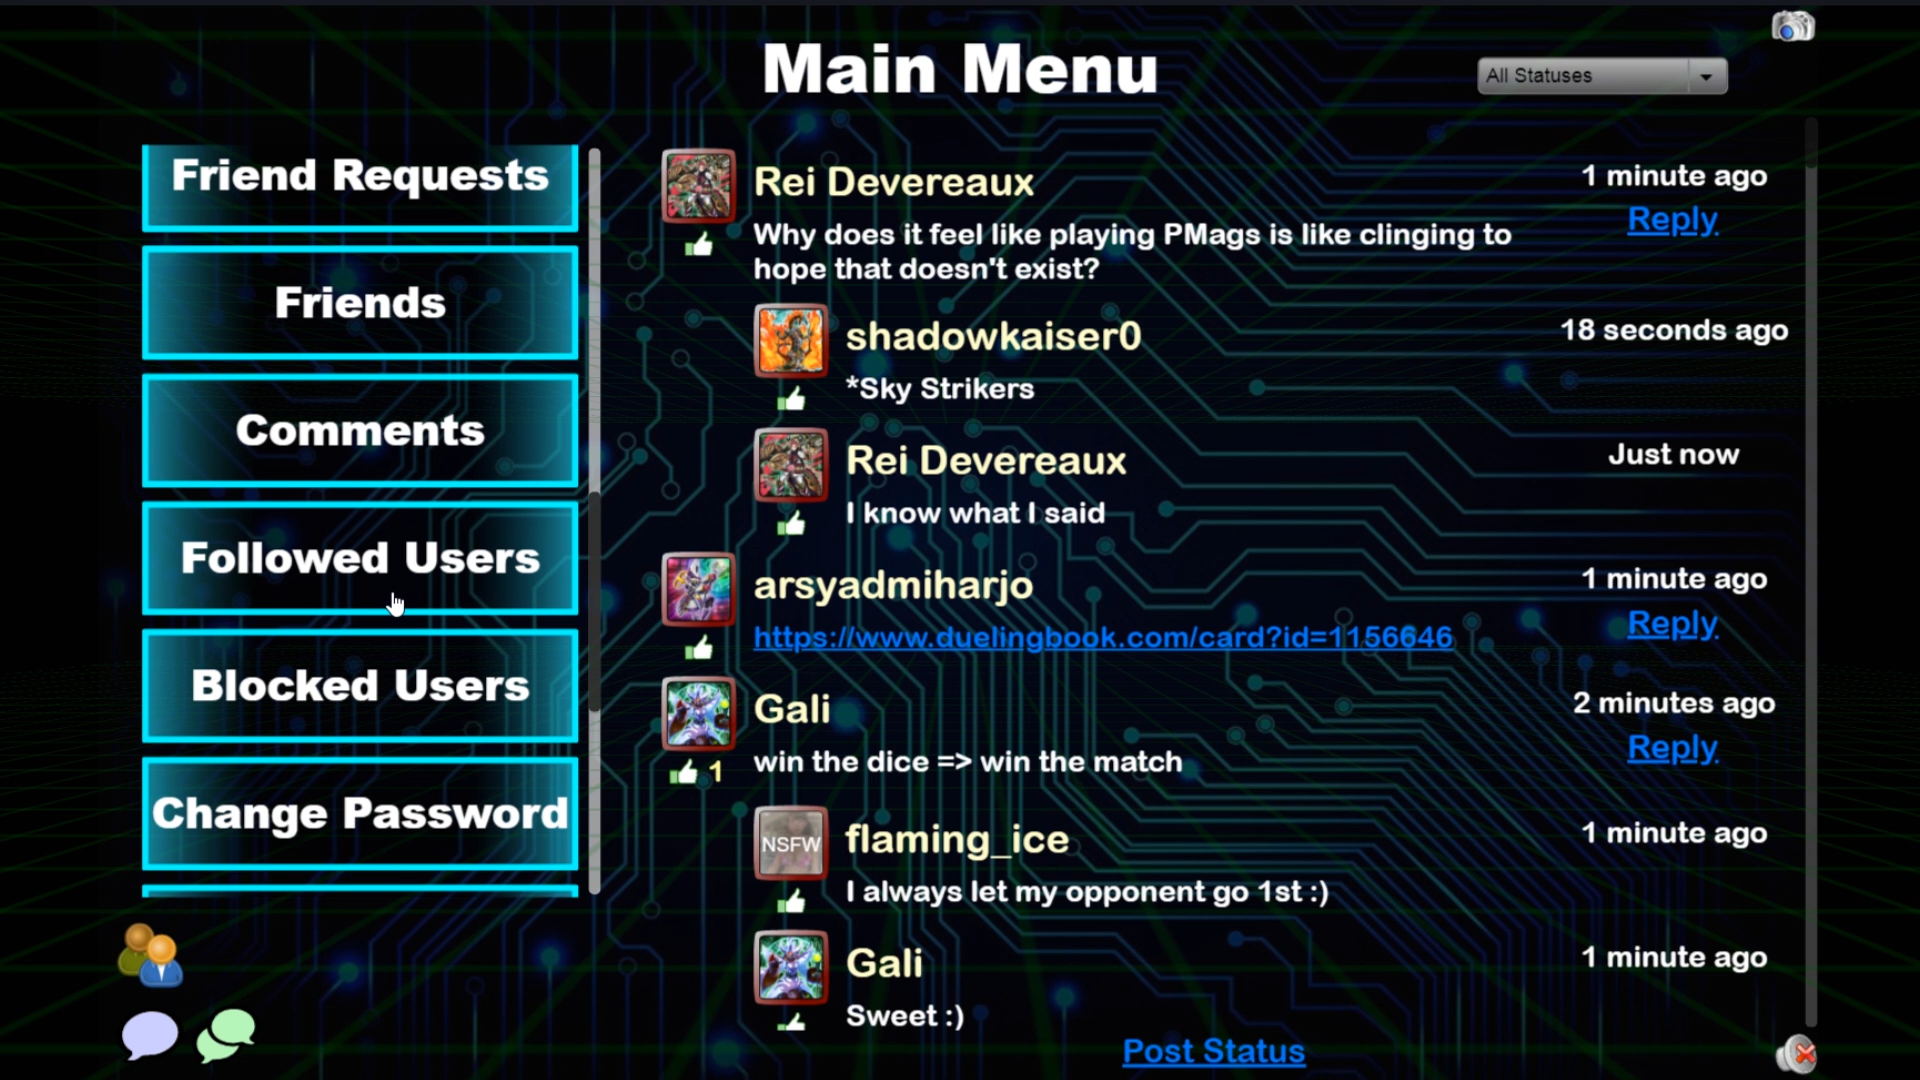 Main Menu
All Statuses
Friend Requests
Friends
Comments
Followed Users
Blocked Users
Change Password
Rei Devereaux
1 minute ago
Reply
Why does it feel like playing PMags is like clinging to
hope that doesn't exist?
shadowkaiser0
18 seconds ago
*Sky Strikers
Rei Devereaux
Just now
I know what I said
arsyadmiharjo
1 minute ago
Reply
https://www.duelingbook.com/card?id=1156646
Gali
2 minutes ago
Reply
1
win the dice => win the match
NSFW
flaming_ice
1 minute ago
I always let my opponent go 1st :)
Gali
1 minute ago
Sweet :)
Post Status